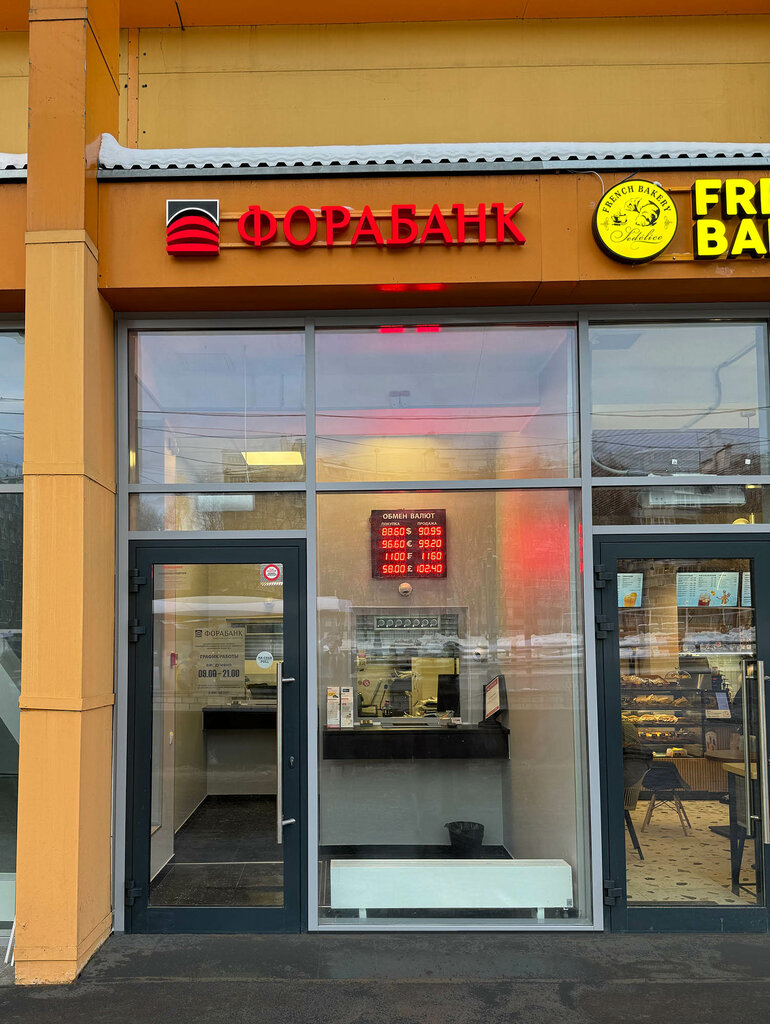 ФОРАБАНК
FRENCH BAKERY
Sedelice
FRE
BA
ОБМЕН ВАЛЮТ
ПОКУПКА ПРОДАЖА
88.60 $ 90.95
96.60 € 99.20
11.00 ₣ 11.60
58.00 £ 102.40
ФОРАБАНК
ГРАФИК РАБОТЫ
ЕЖЕДНЕВНО
09.00 - 21.00